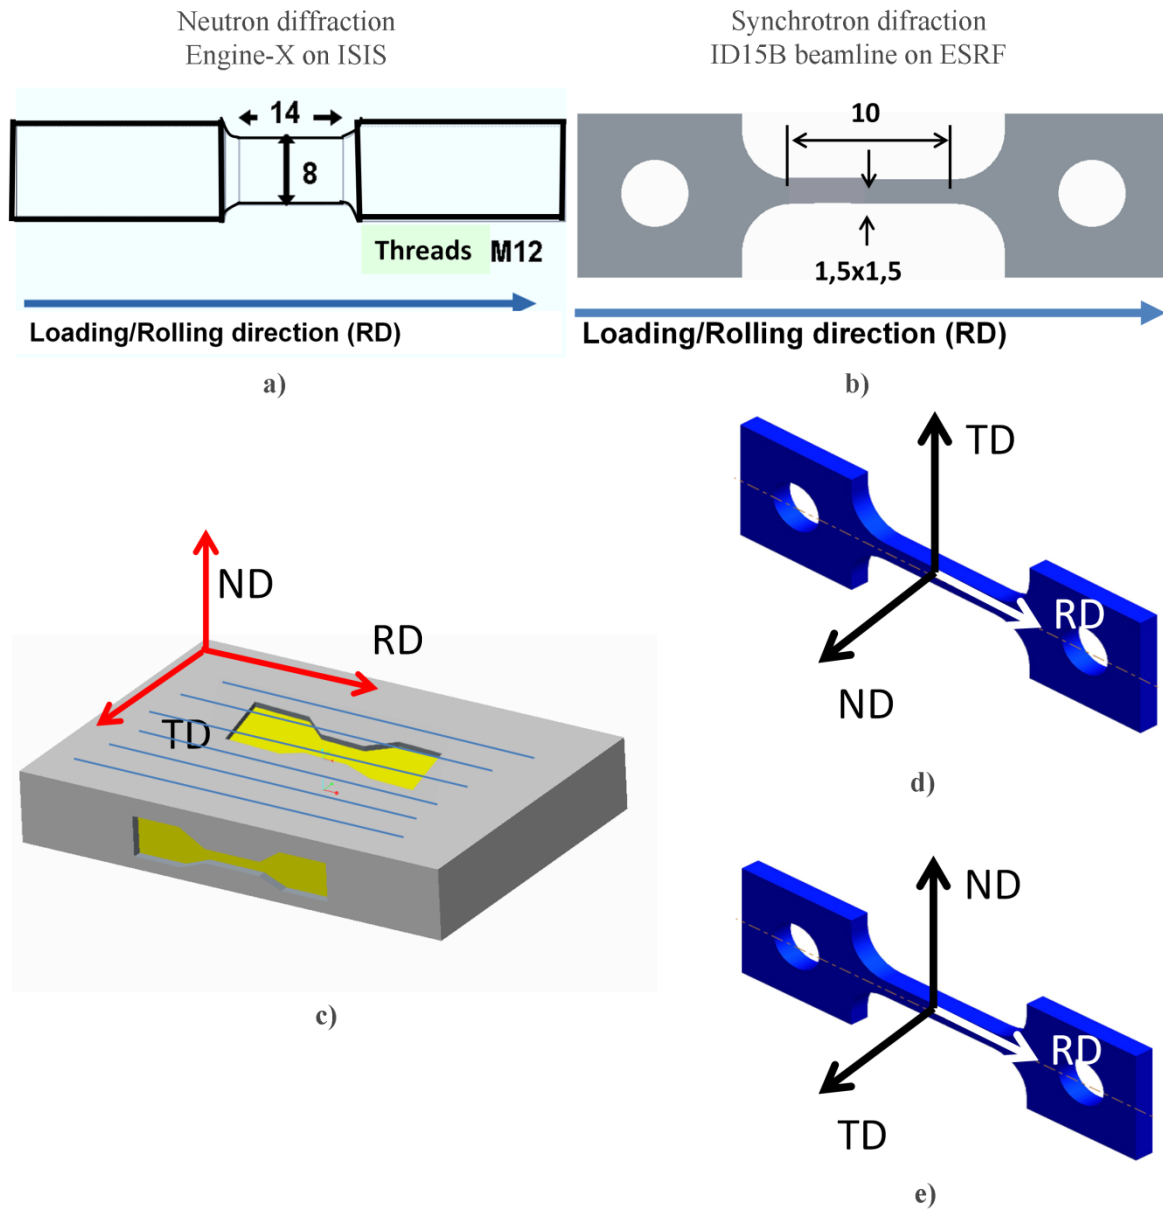 Neutron diffraction
Engine-X on ISIS
Synchrotron difraction
ID15B beamline on ESRF
14
8
Threads M12
Loading/Rolling direction (RD)
a)
10
1,5x1,5
Loading/Rolling direction (RD)
b)
ND
RD
TD
c)
TD
RD
ND
d)
ND
RD
TD
e)